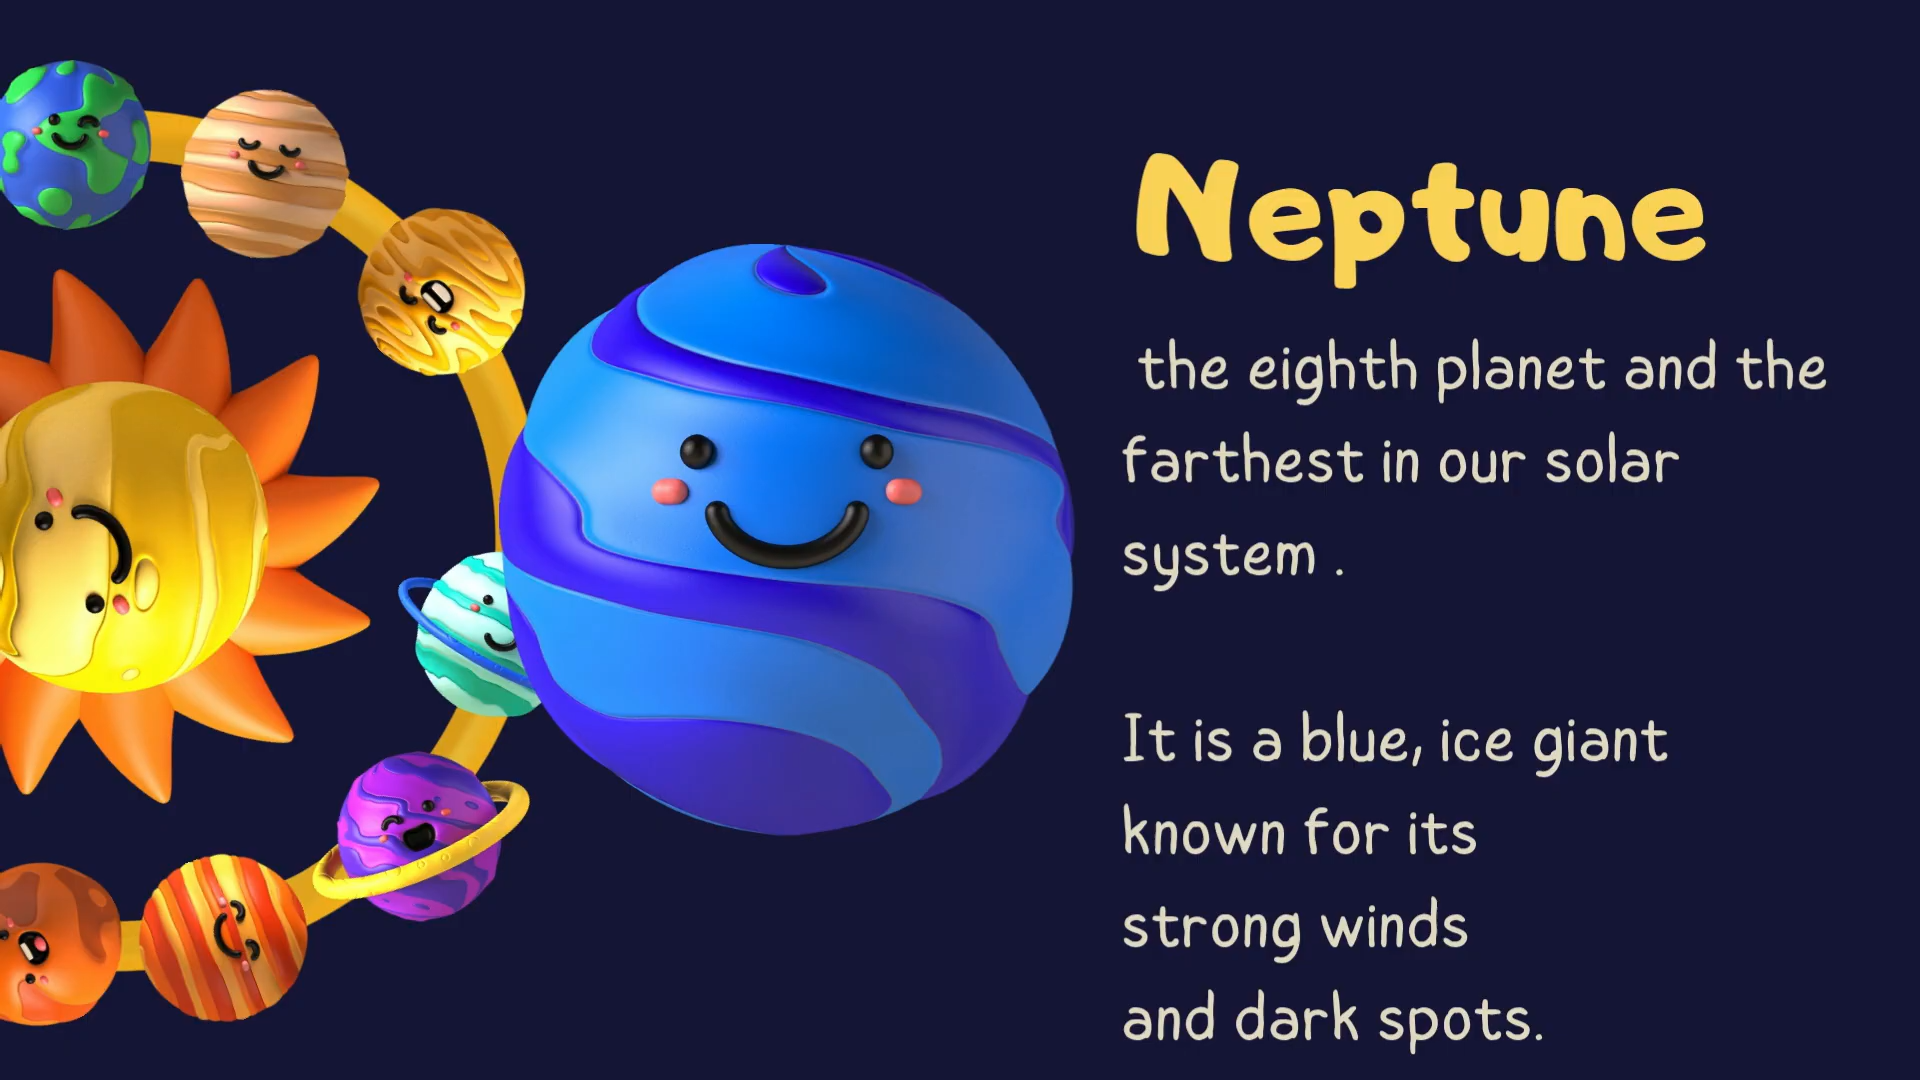 Neptune
the eighth planet and the
farthest in our solar
system .
It is a blue, ice giant
known for its
strong winds
and dark spots.